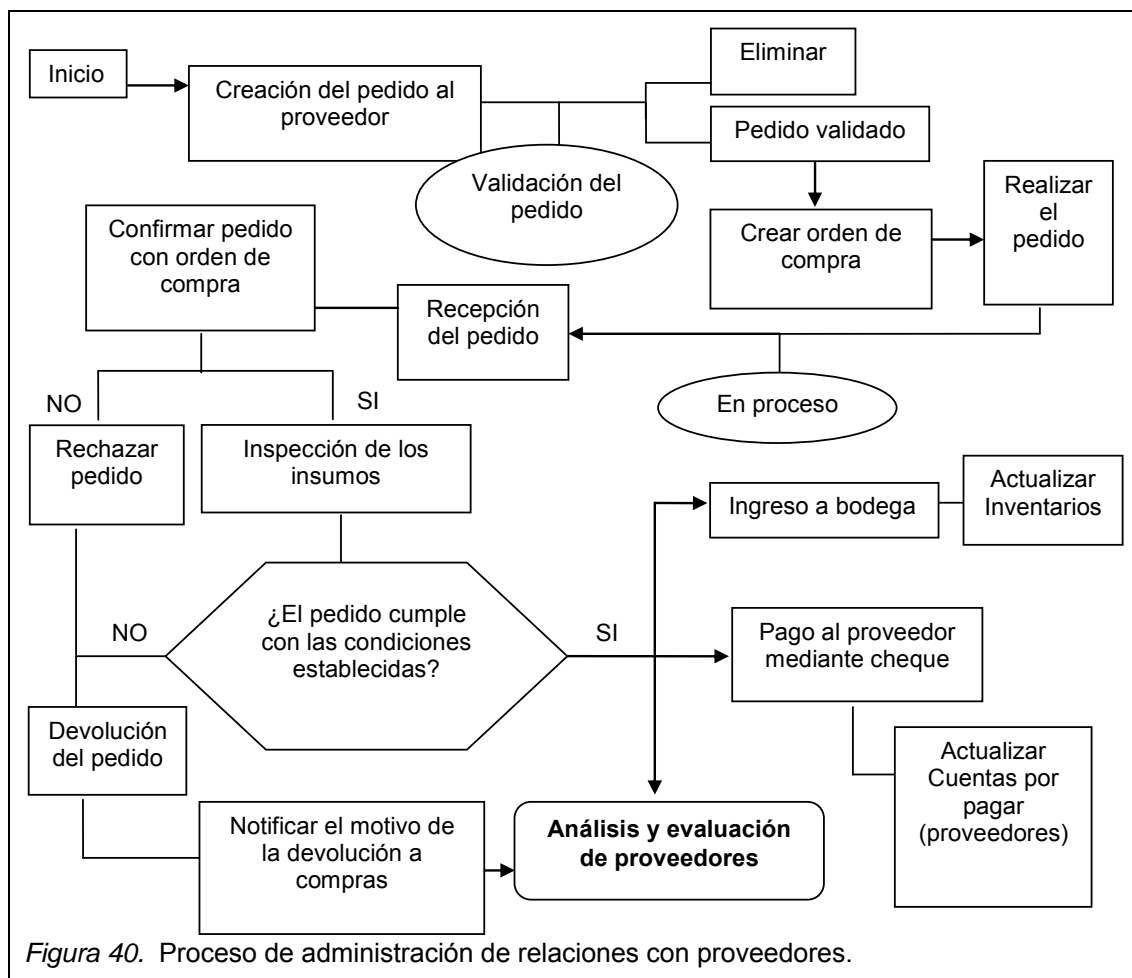 Inicio
Creación del pedido al
proveedor
Eliminar
Pedido validado
Validación del
pedido
Crear orden de
compra
Realizar
el
pedido
Confirmar pedido
con orden de
compra
Recepción
del pedido
En proceso
NO
SI
Rechazar
pedido
Inspección de los
insumos
Ingreso a bodega
Actualizar
Inventarios
¿El pedido cumple
con las condiciones
establecidas?
NO
SI
Pago al proveedor
mediante cheque
Devolución
del pedido
Actualizar
Cuentas por
pagar
(proveedores)
Notificar el motivo de
la devolución a
compras
Análisis y evaluación
de proveedores
Figura 40. Proceso de administración de relaciones con proveedores.